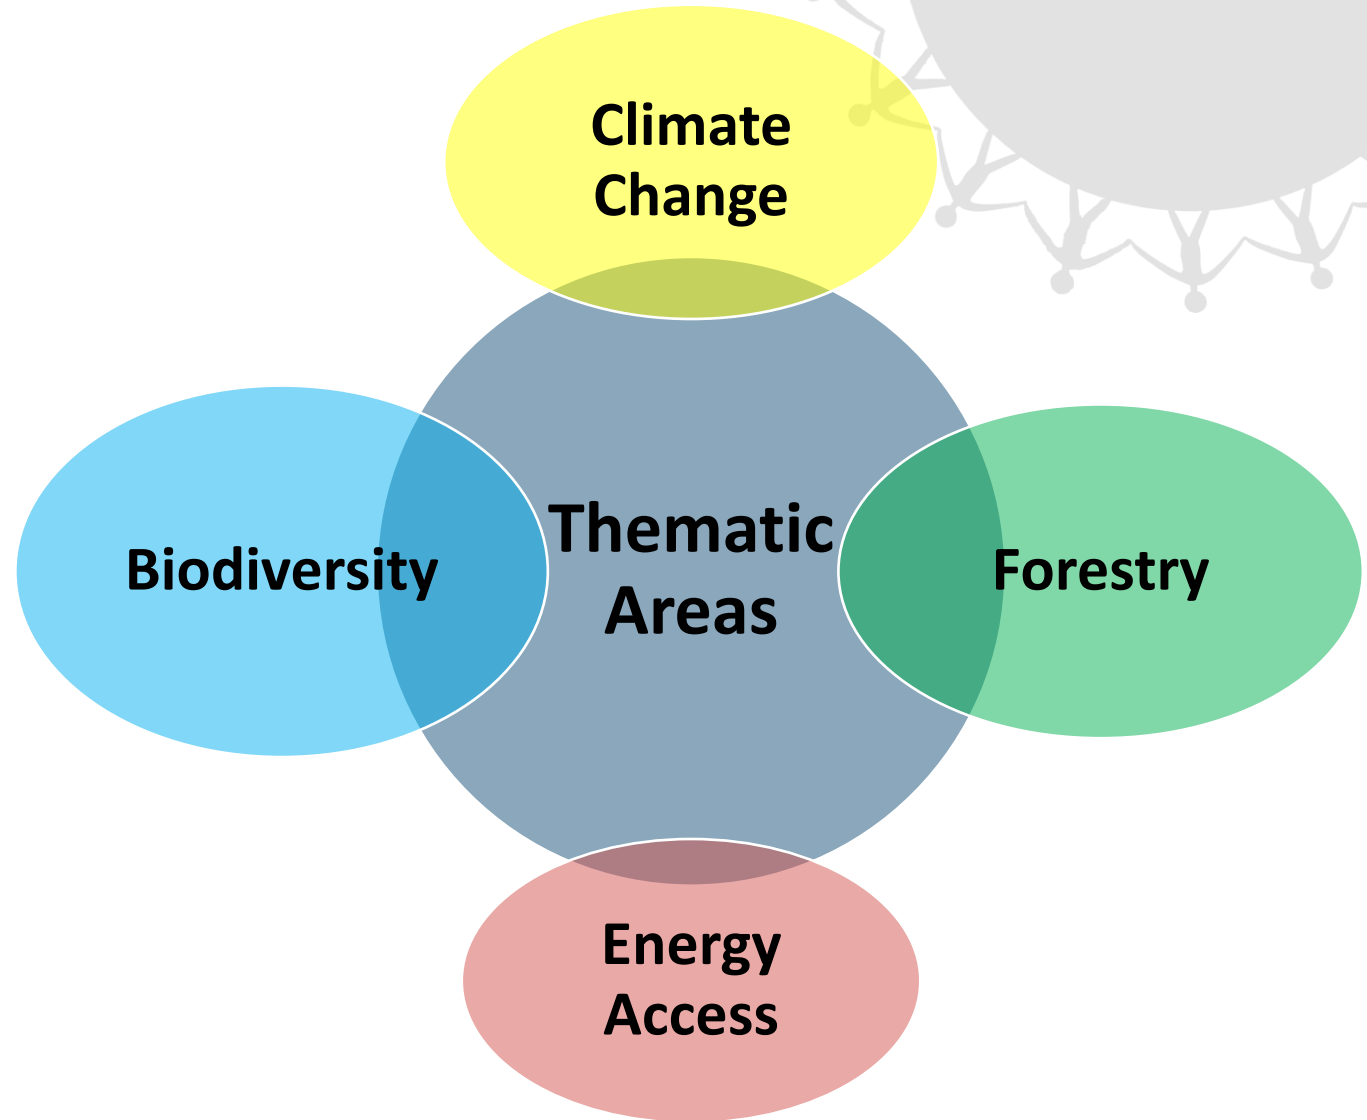 Climate
Change
Biodiversity
Thematic
Areas
Forestry
Energy
Access